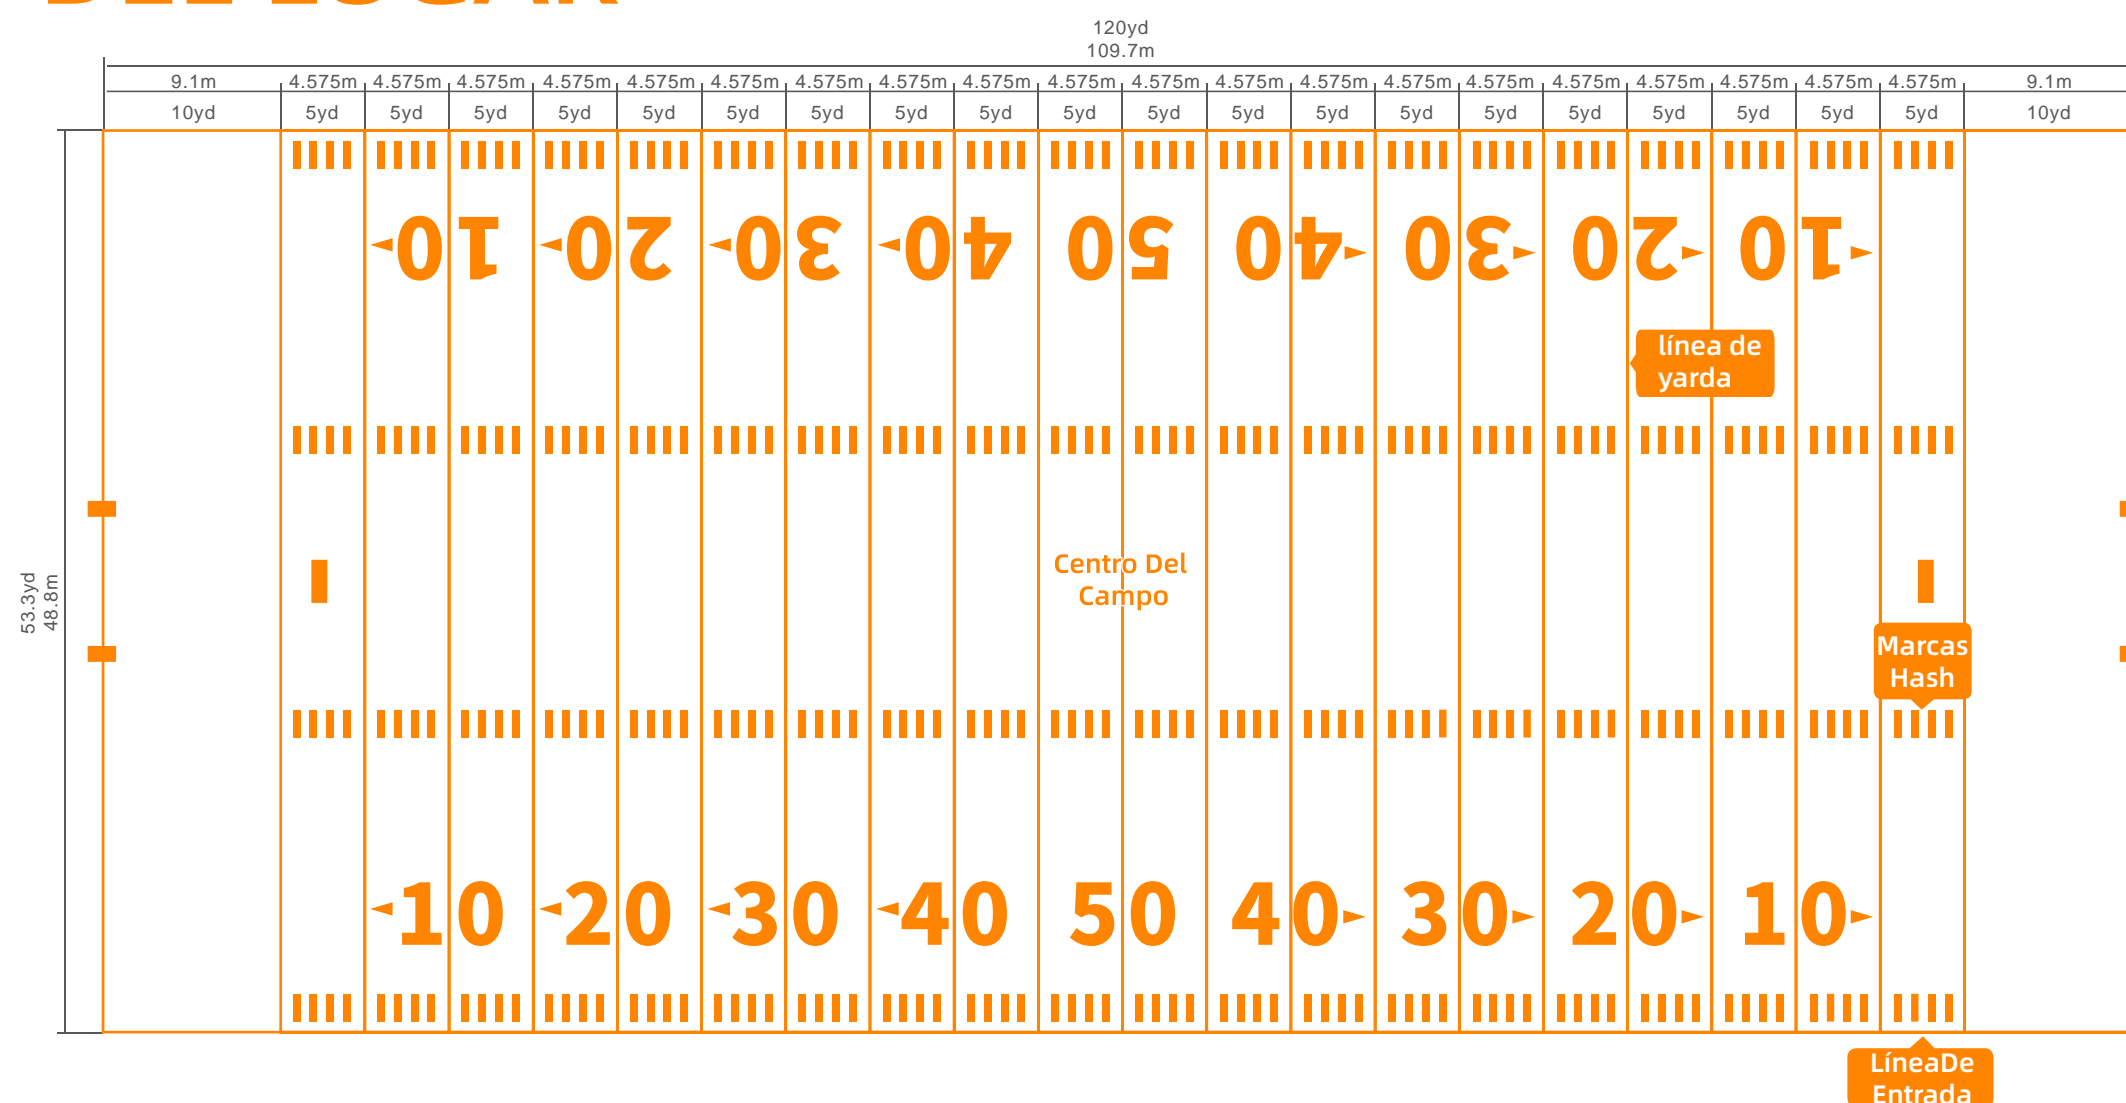 DEL LUGAR
120yd
109.7m
9.1m 4.575m 4.575m 4.575m 4.575m 4.575m 4.575m 4.575m 4.575m 4.575m 4.575m 4.575m 4.575m 4.575m 4.575m 4.575m 4.575m 4.575m 4.575m 4.575m 4.575m 9.1m
10yd 5yd 5yd 5yd 5yd 5yd 5yd 5yd 5yd 5yd 5yd 5yd 5yd 5yd 5yd 5yd 5yd 5yd 5yd 5yd 5yd 10yd
10 20 30 40 50 40 30 20 10
línea de
yarda
Centro Del
Campo
53.3yd
48.8m
Marcas
Hash
10 20 30 40 50 40 30 20 10
LíneaDe
Entrada